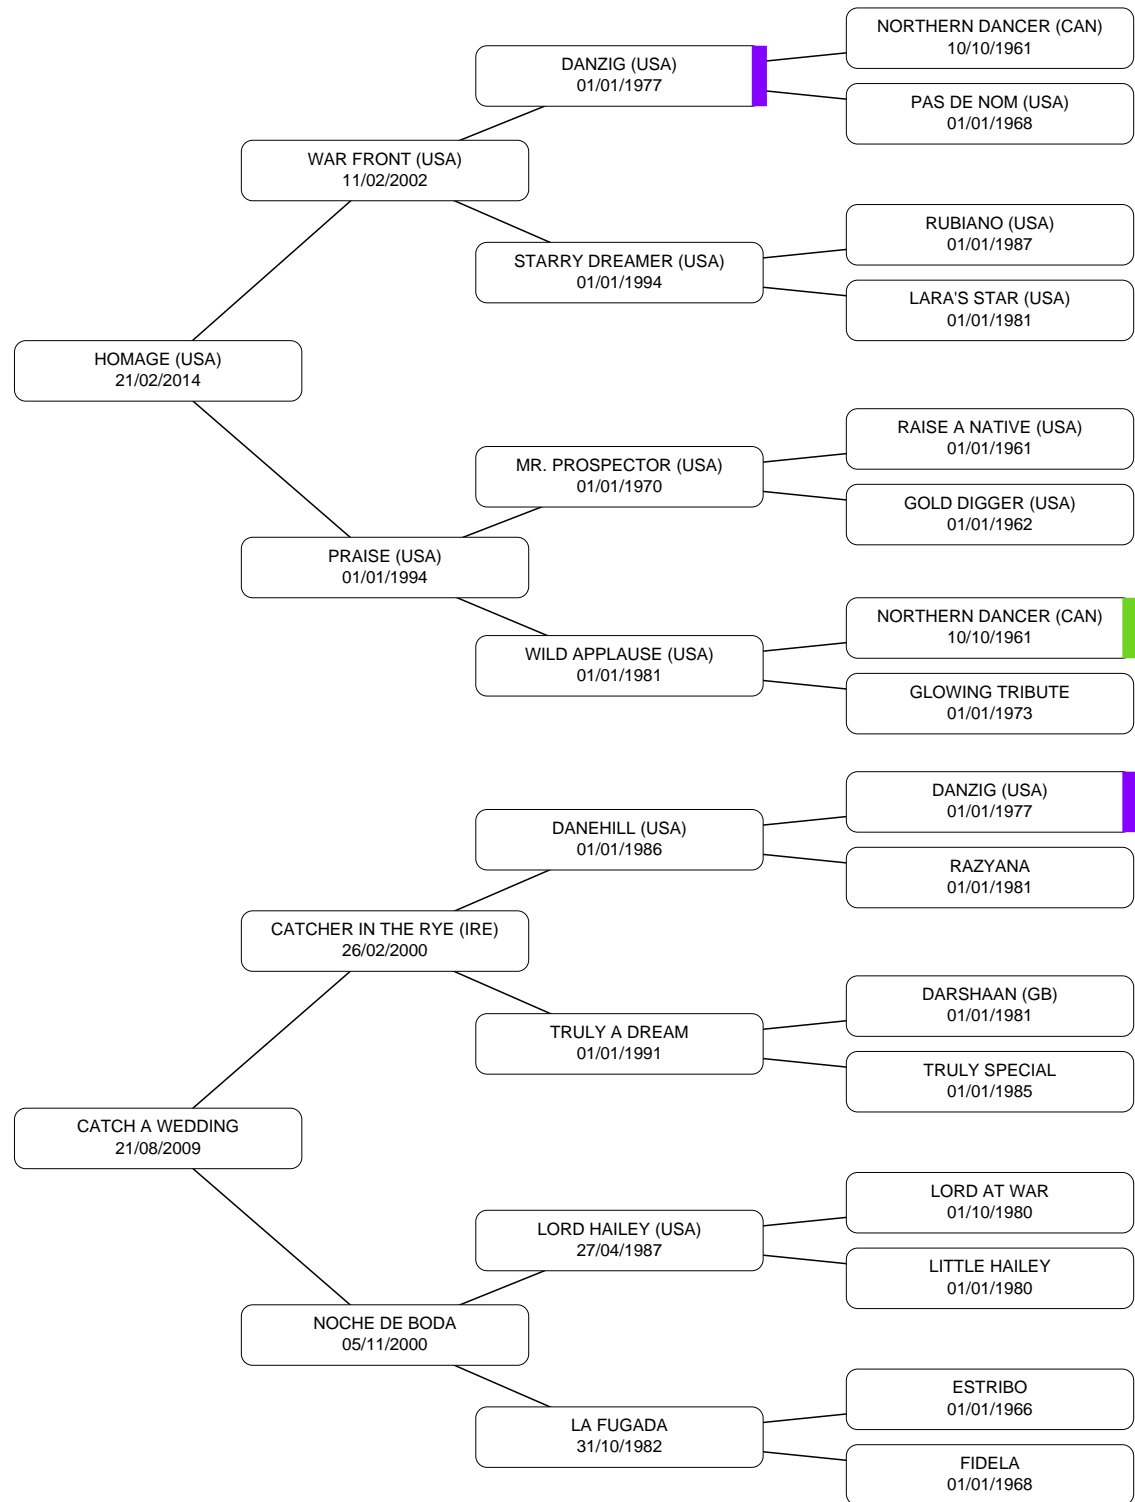 NORTHERN DANCER (CAN)
10/10/1961
DANZIG (USA)
01/01/1977
PAS DE NOM (USA)
01/01/1968
WAR FRONT (USA)
11/02/2002
RUBIANO (USA)
01/01/1987
STARRY DREAMER (USA)
01/01/1994
LARA'S STAR (USA)
01/01/1981
HOMAGE (USA)
21/02/2014
RAISE A NATIVE (USA)
01/01/1961
MR. PROSPECTOR (USA)
01/01/1970
GOLD DIGGER (USA)
01/01/1962
PRAISE (USA)
01/01/1994
NORTHERN DANCER (CAN)
10/10/1961
WILD APPLAUSE (USA)
01/01/1981
GLOWING TRIBUTE
01/01/1973
DANZIG (USA)
01/01/1977
DANEHILL (USA)
01/01/1986
RAZYANA
01/01/1981
CATCHER IN THE RYE (IRE)
26/02/2000
DARSHAAN (GB)
01/01/1981
TRULY A DREAM
01/01/1991
TRULY SPECIAL
01/01/1985
CATCH A WEDDING
21/08/2009
LORD AT WAR
01/10/1980
LORD HAILEY (USA)
27/04/1987
LITTLE HAILEY
01/01/1980
NOCHE DE BODA
05/11/2000
ESTRIBO
01/01/1966
LA FUGADA
31/10/1982
FIDELA
01/01/1968